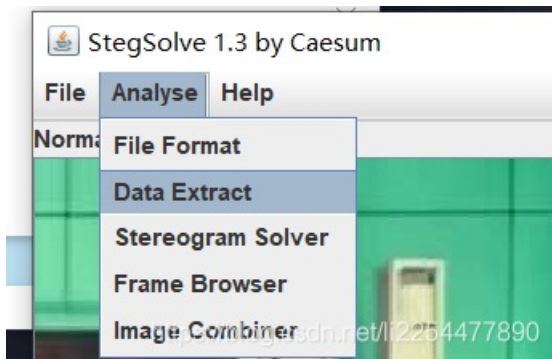 StegSolve 1.3 by Caesum
File Analyse Help
File Format
Data Extract
Stereogram Solver
Frame Browser
Image Combiner